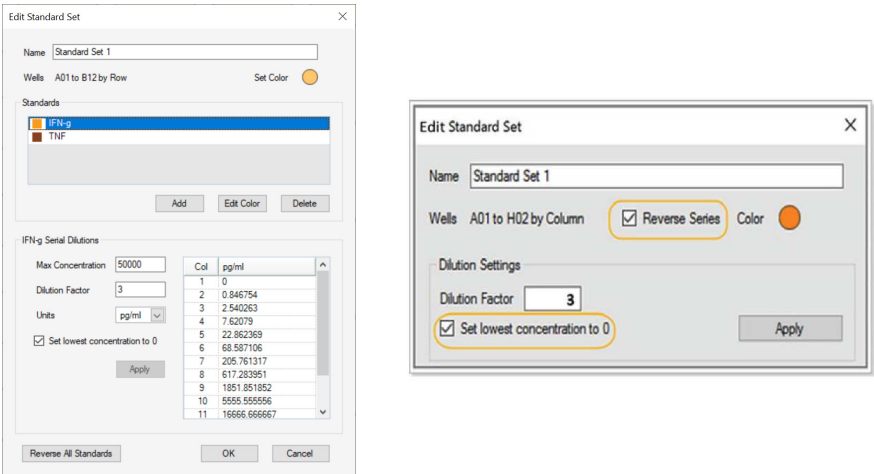 Edit Standard Set
Name Standard Set 1
Wells A01 to B12 by Row Set Color
Standards
IFN-g
TNF
Add Edit Color Delete
IFN-g Serial Dilutions
Max Concentration 50000
Dilution Factor 3
Units pg/ml
Set lowest concentration to 0
Apply
Col pg/ml
1 0
2 0.846754
3 2.540263
4 7.62079
5 22.862369
6 68.587106
7 205.761317
8 617.283951
9 1851.851852
10 5555.555556
11 16666.666667
Reverse All Standards OK Cancel
Edit Standard Set
Name Standard Set 1
Wells A01 to H02 by Column Reverse Series Color
Dilution Settings
Dilution Factor 3
Set lowest concentration to 0 Apply